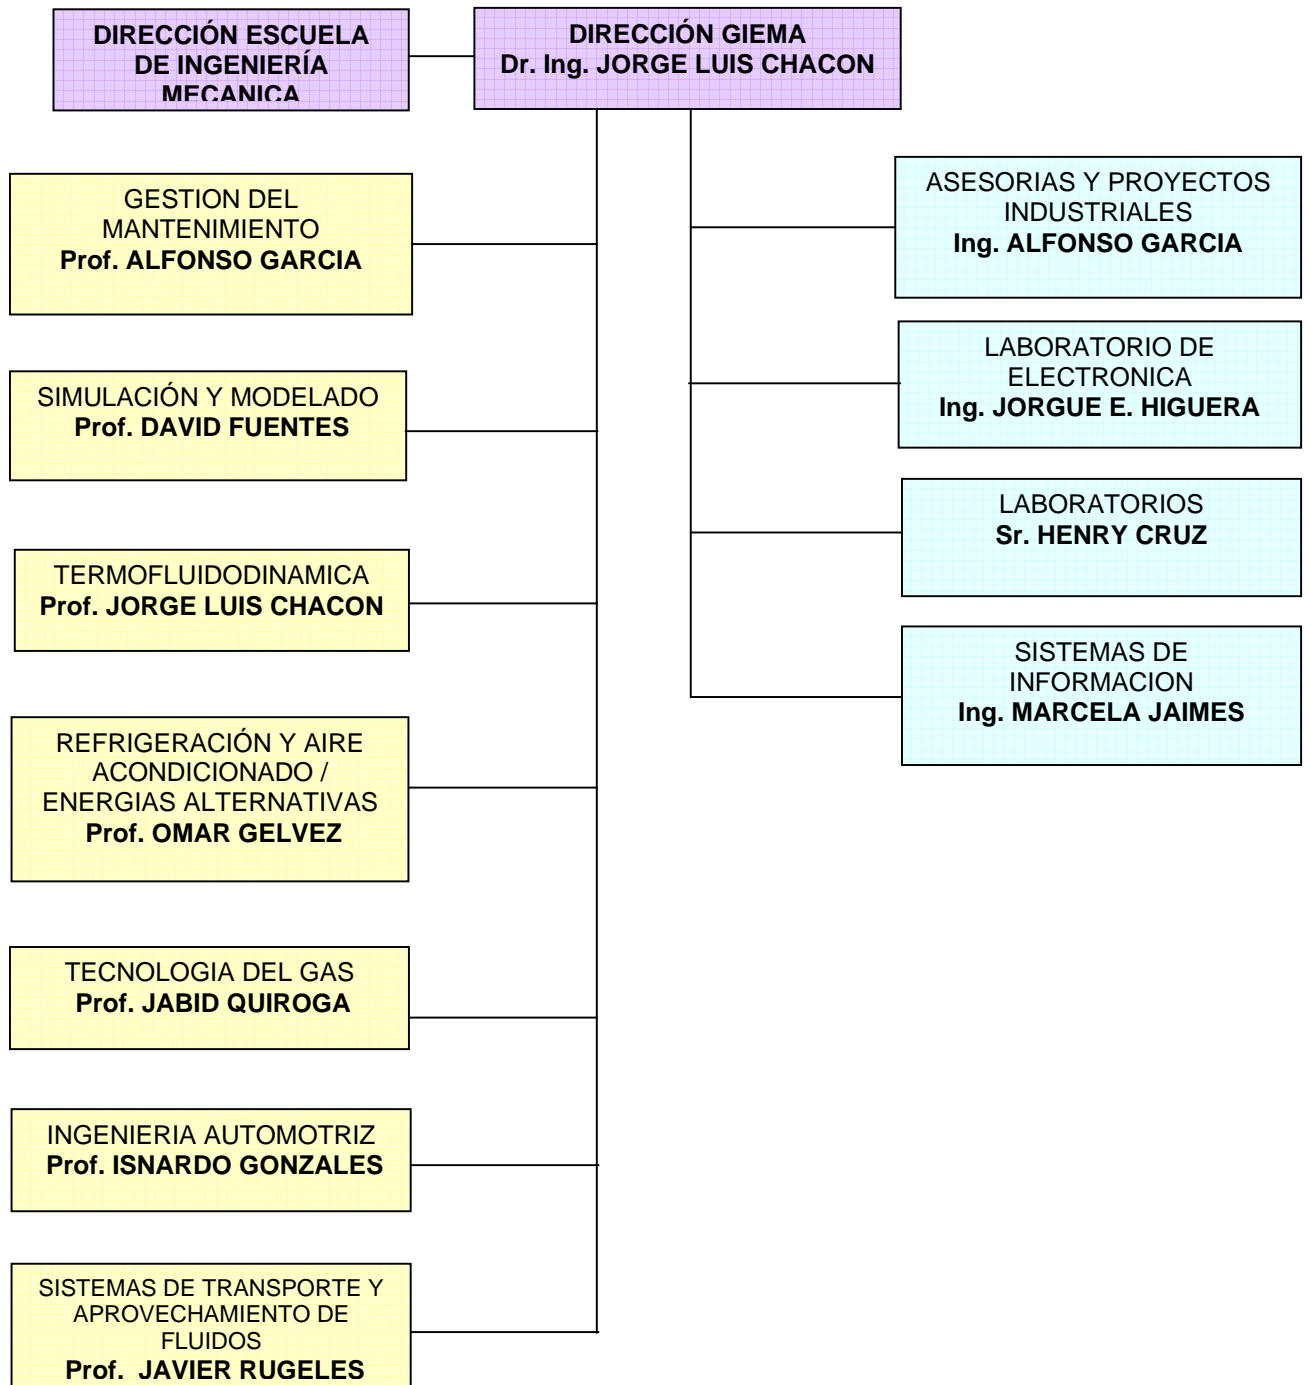 DIRECCIÓN ESCUELA
DE INGENIERÍA
MECANICA
DIRECCIÓN GIEMA
Dr. Ing. JORGE LUIS CHACON
GESTION DEL
MANTENIMIENTO
Prof. ALFONSO GARCIA
SIMULACIÓN Y MODELADO
Prof. DAVID FUENTES
TERMOFLUIDODINAMICA
Prof. JORGE LUIS CHACON
REFRIGERACIÓN Y AIRE
ACONDICIONADO /
ENERGIAS ALTERNATIVAS
Prof. OMAR GELVEZ
TECNOLOGIA DEL GAS
Prof. JABID QUIROGA
INGENIERIA AUTOMOTRIZ
Prof. ISNARDO GONZALES
SISTEMAS DE TRANSPORTE Y
APROVECHAMIENTO DE
FLUIDOS
Prof. JAVIER RUGELES
ASESORIAS Y PROYECTOS
INDUSTRIALES
Ing. ALFONSO GARCIA
LABORATORIO DE
ELECTRONICA
Ing. JORGUE E. HIGUERA
LABORATORIOS
Sr. HENRY CRUZ
SISTEMAS DE
INFORMACION
Ing. MARCELA JAIMES